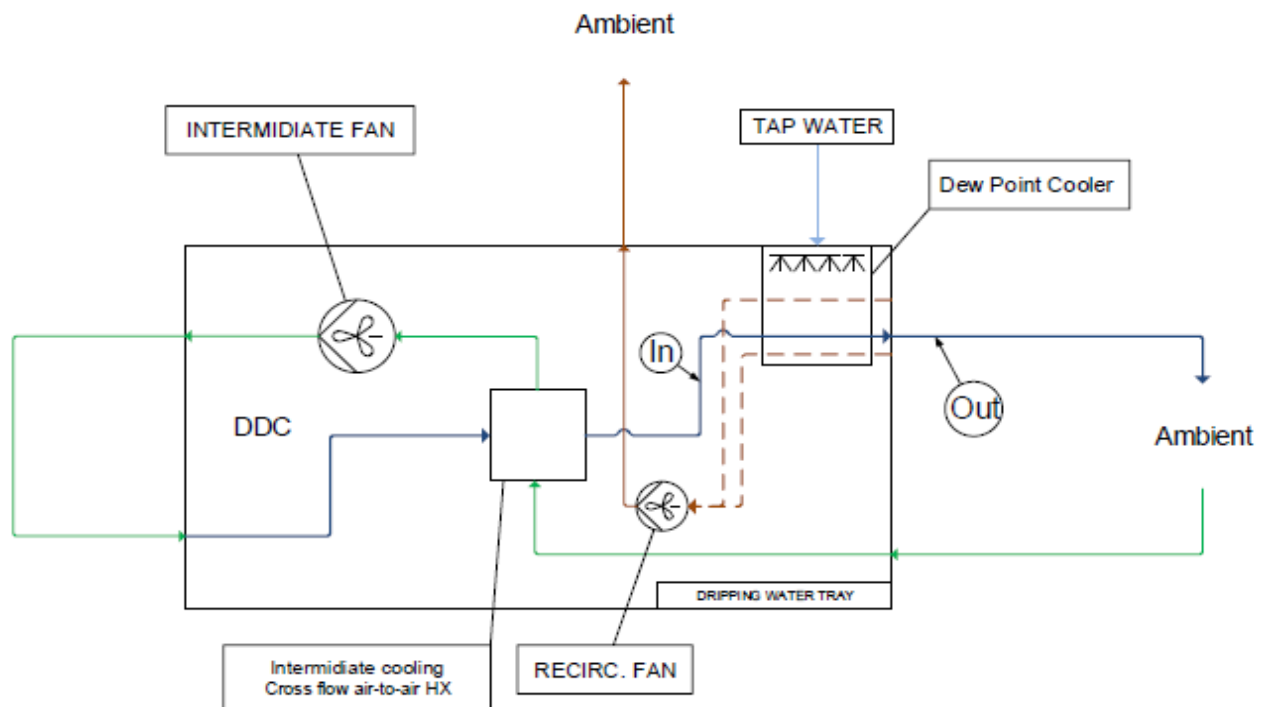 Ambient
INTERMIDIATE FAN
TAP WATER
Dew Point Cooler
In
Out
DDC
Ambient
DRIPPING WATER TRAY
Intermidiate cooling
Cross flow air-to-air HX
RECIRC. FAN